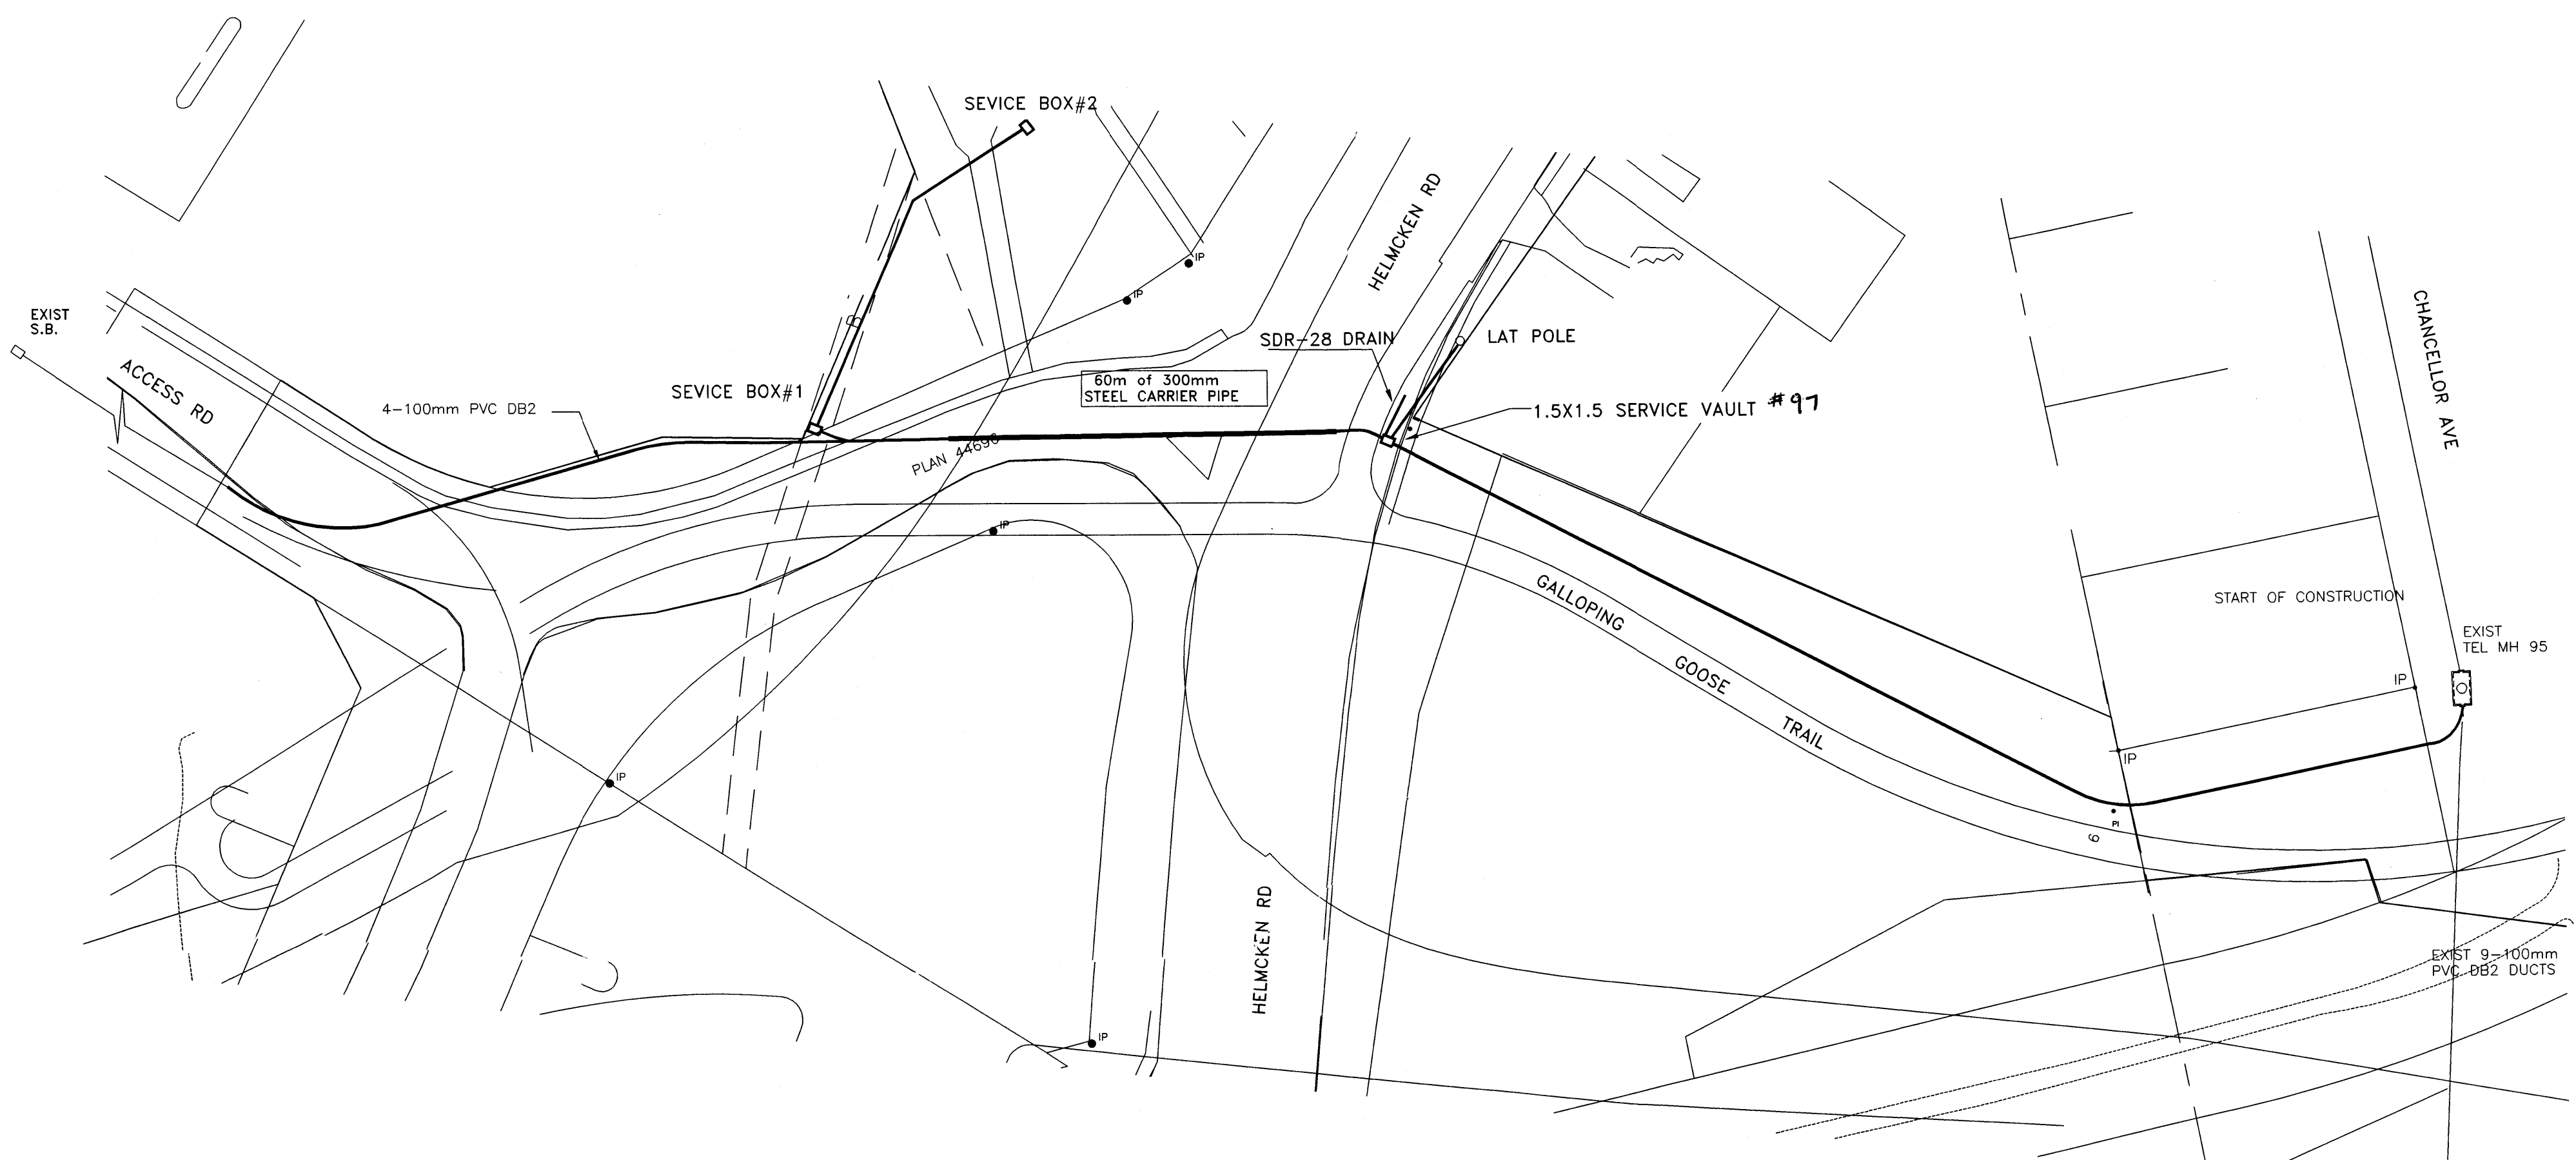 SEVICE BOX#2
HELMCKEN RD
IP
IP
CHANCELLOR AVE
EXIST
S.B.
ACCESS RD
SDR-28 DRAIN
LAT POLE
60m of 300mm
STEEL CARRIER PIPE
SEVICE BOX#1
4-100mm PVC DB2
1.5X1.5 SERVICE VAULT #97
PLAN 44696
IP
GALLOPING
GOOSE
TRAIL
START OF CONSTRUCTION
EXIST
TEL MH 95
IP
IP
IP
PI
9
HELMCKEN RD
EXIST 9-100mm
PVC DB2 DUCTS
IP